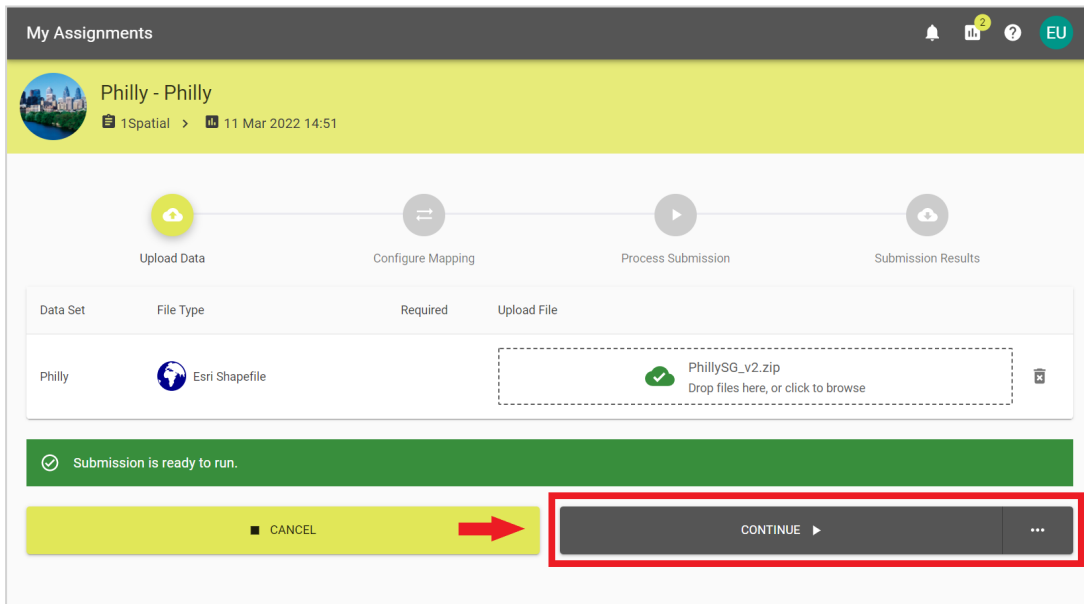 My Assignments
2
EU
Philly - Philly
1Spatial > 11 Mar 2022 14:51
Upload Data
Configure Mapping
Process Submission
Submission Results
Data Set File Type Required Upload File
Philly Esri Shapefile
PhillySG_v2.zip
Drop files here, or click to browse
Submission is ready to run.
CANCEL
CONTINUE